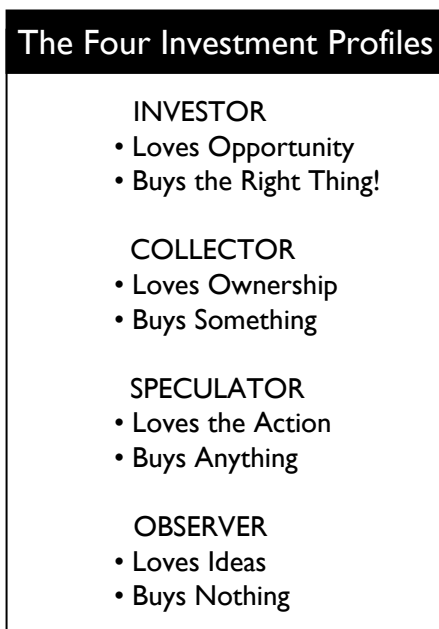 The Four Investment Profiles
INVESTOR
• Loves Opportunity
• Buys the Right Thing!
COLLECTOR
• Loves Ownership
• Buys Something
SPECULATOR
• Loves the Action
• Buys Anything
OBSERVER
• Loves Ideas
• Buys Nothing